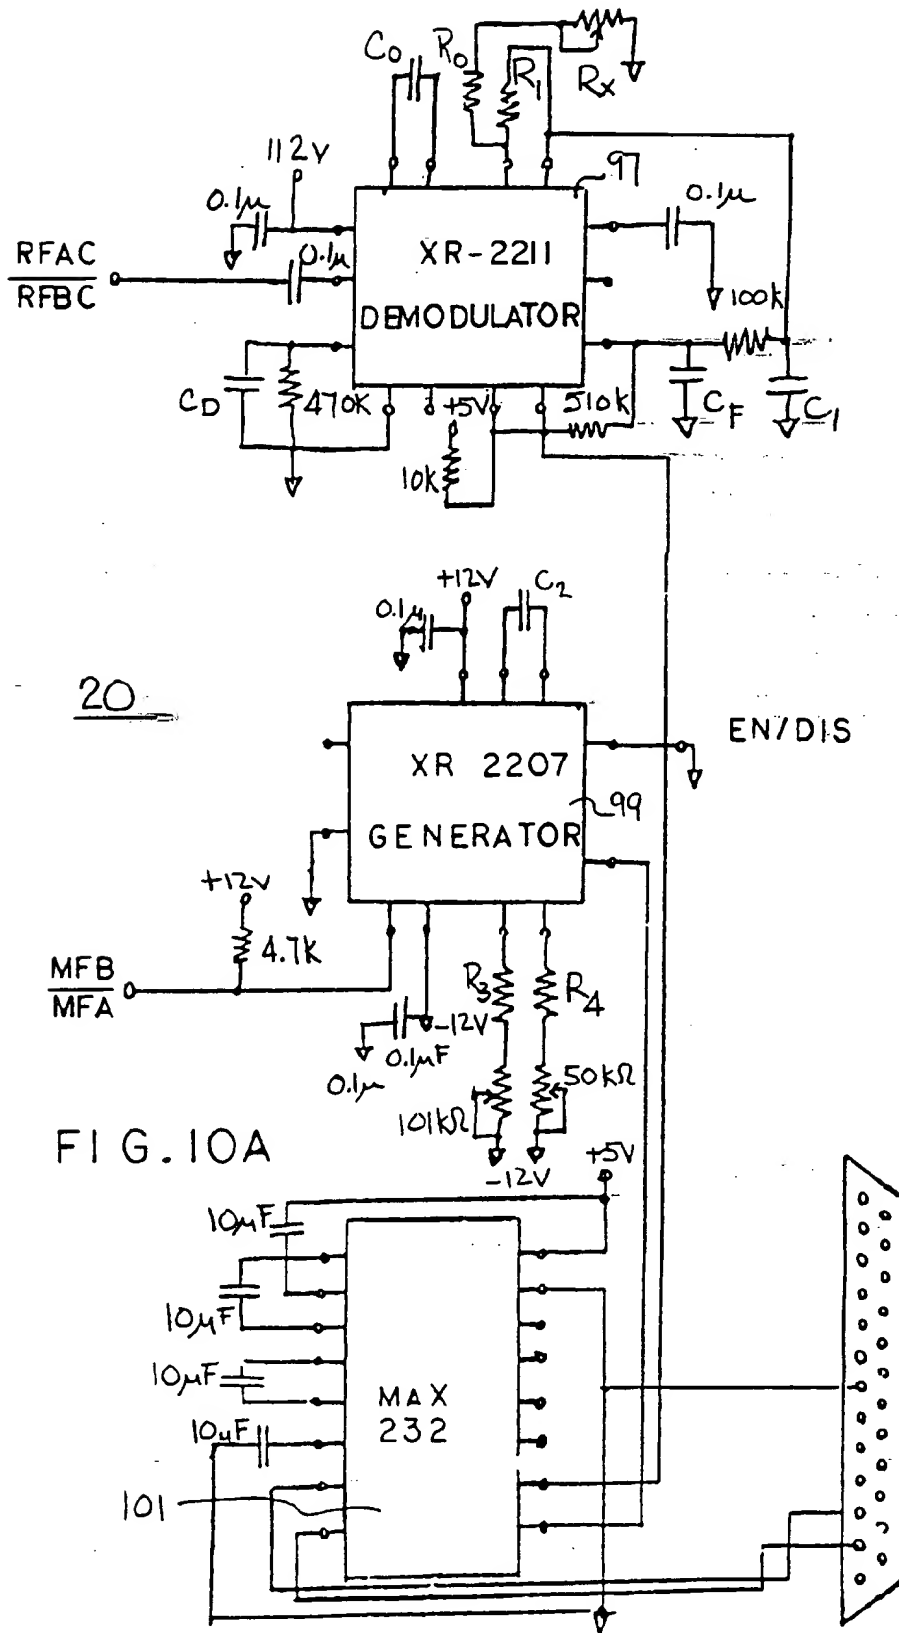 C0
R0
R1
Rx
112V
97
0.1μ
0.1μ
RFAC
RFBC
0.1μ
XR-2211
DEMODULATOR
100k
CD
470K
+5V
510k
CF
C1
10k
+12V
C2
0.1μ
20
EN/DIS
XR 2207
99
GENERATOR
+12V
4.7K
MFB
MFA
R3
R4
-12V
0.1μF
0.1μ
50kΩ
101kΩ
FIG.10A
-12V
+5V
10μF
10μF
10μF
MAX
232
10μF
101